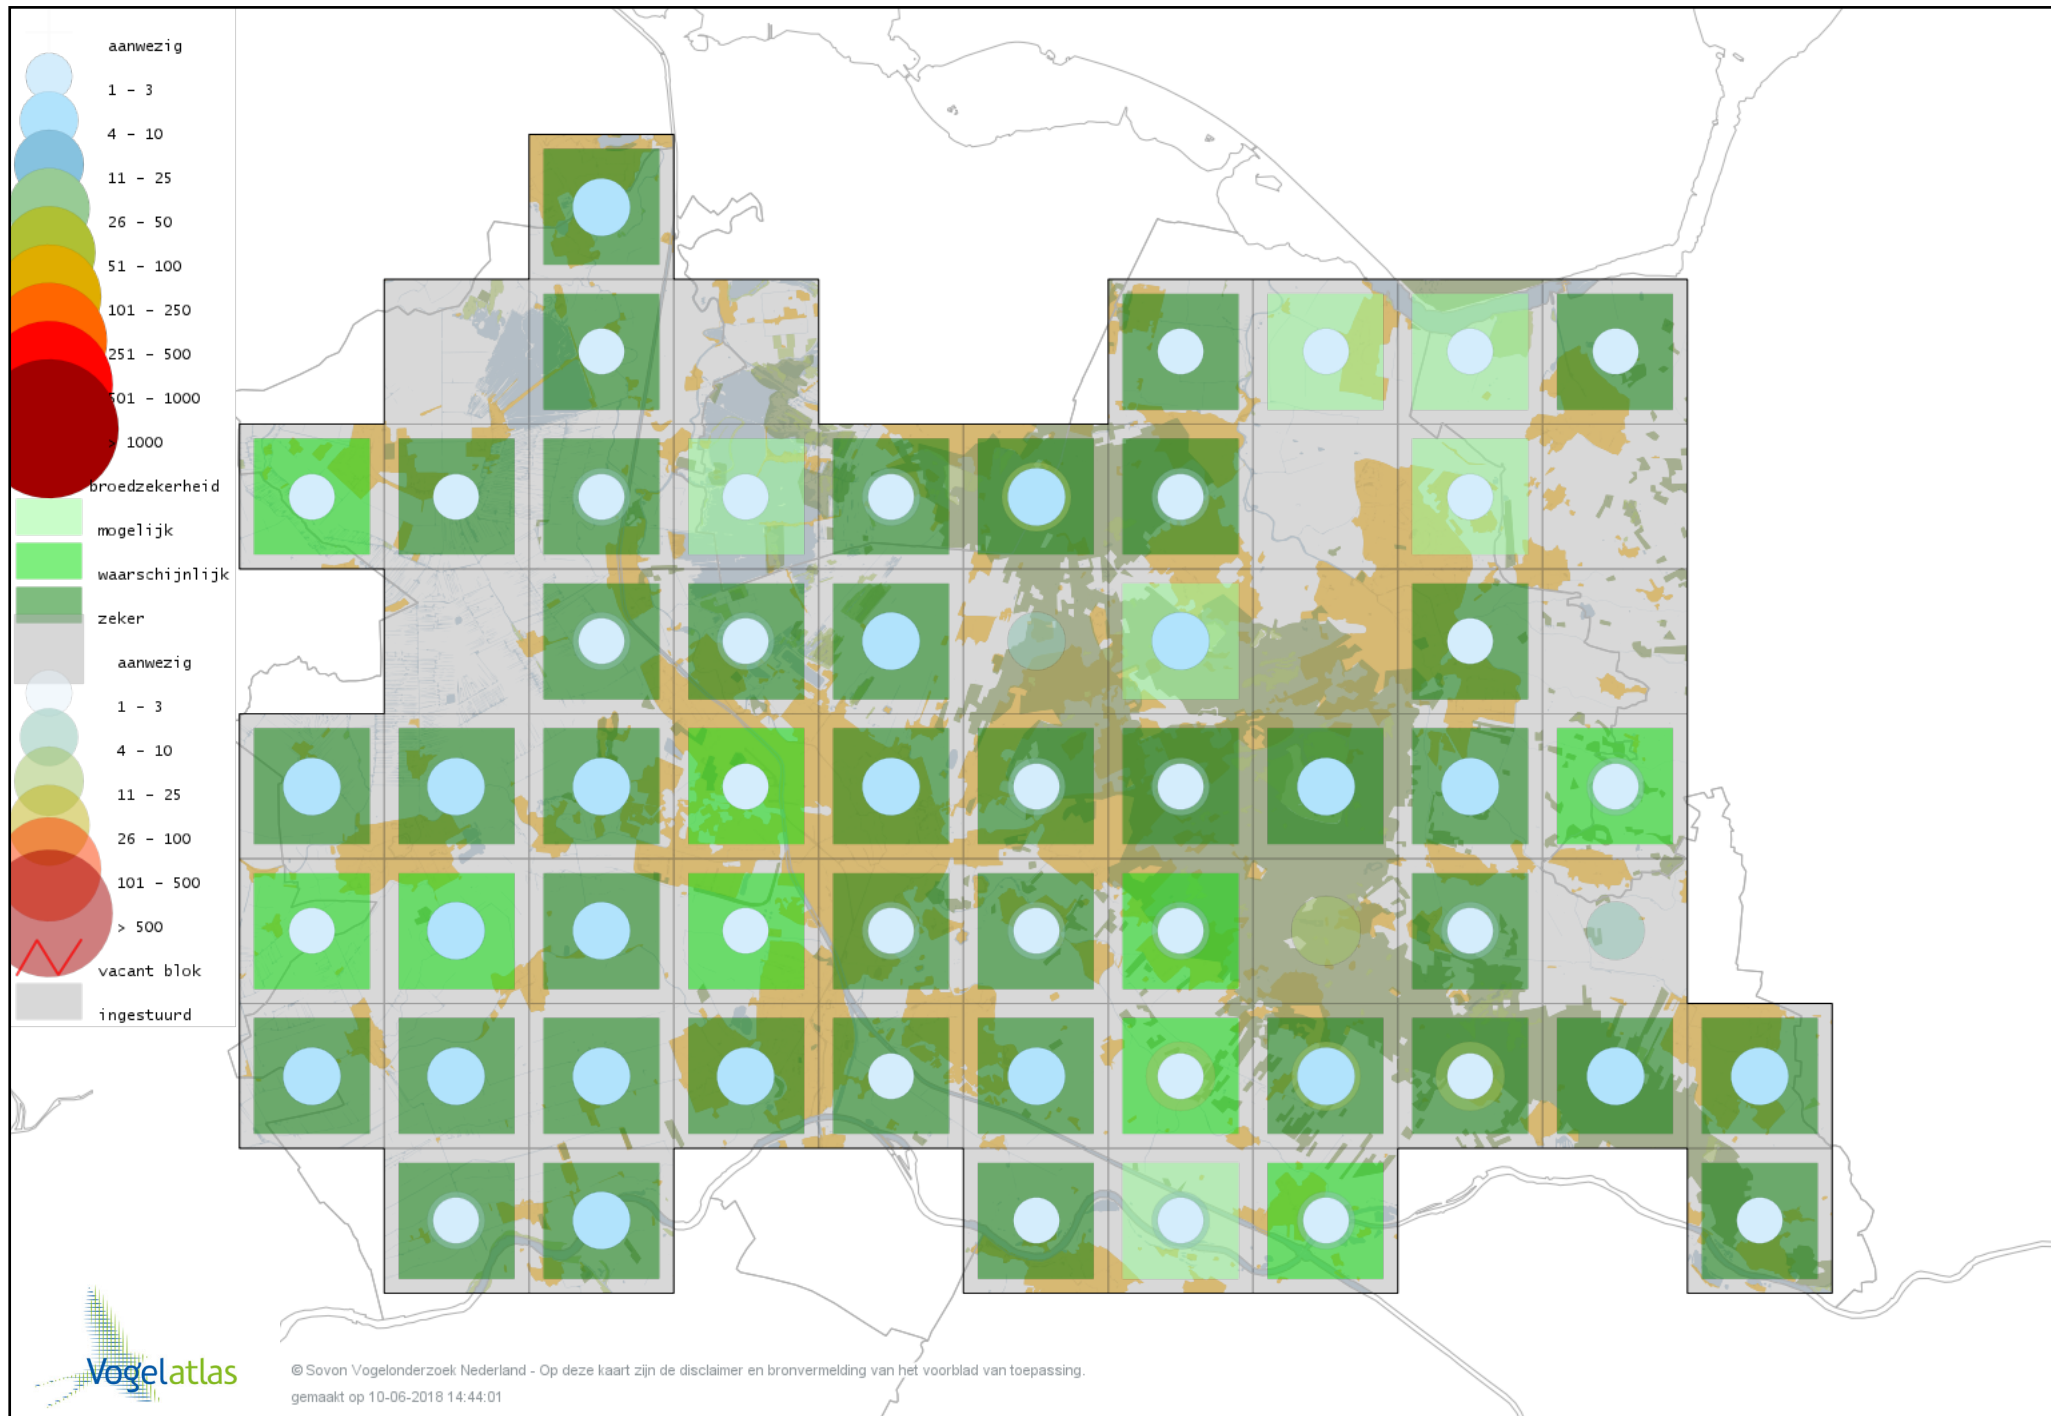 aanwezig
1 - 3
4 - 10
11 - 25
26 - 50
51 - 100
101 - 250
251 - 500
501 - 1000
> 1000
broedzekerheid
mogelijk
waarschijnlijk
zeker
aanwezig
1 - 3
4 - 10
11 - 25
26 - 100
101 - 500
> 500
vacant blok
ingestuurd
Vogelatlas
© Sovon Vogelonderzoek Nederland - Op deze kaart zijn de disclaimer en bronvermelding van het voorblad van toepassing.
gemaakt op 10-06-2018 14:44:01